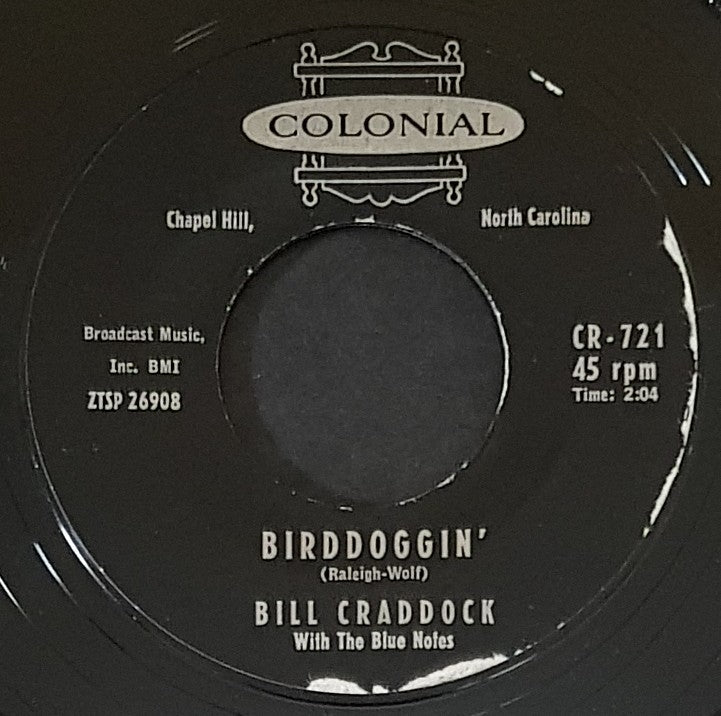 COLONIAL
Chapel Hill, North Carolina
Broadcast Music,
Inc. BMI
ZTSP 26908
CR-721
45 rpm
Time: 2:04
BIRDDOGGIN'
(Raleigh-Wolf)
BILL CRADDOCK
With The Blue Notes